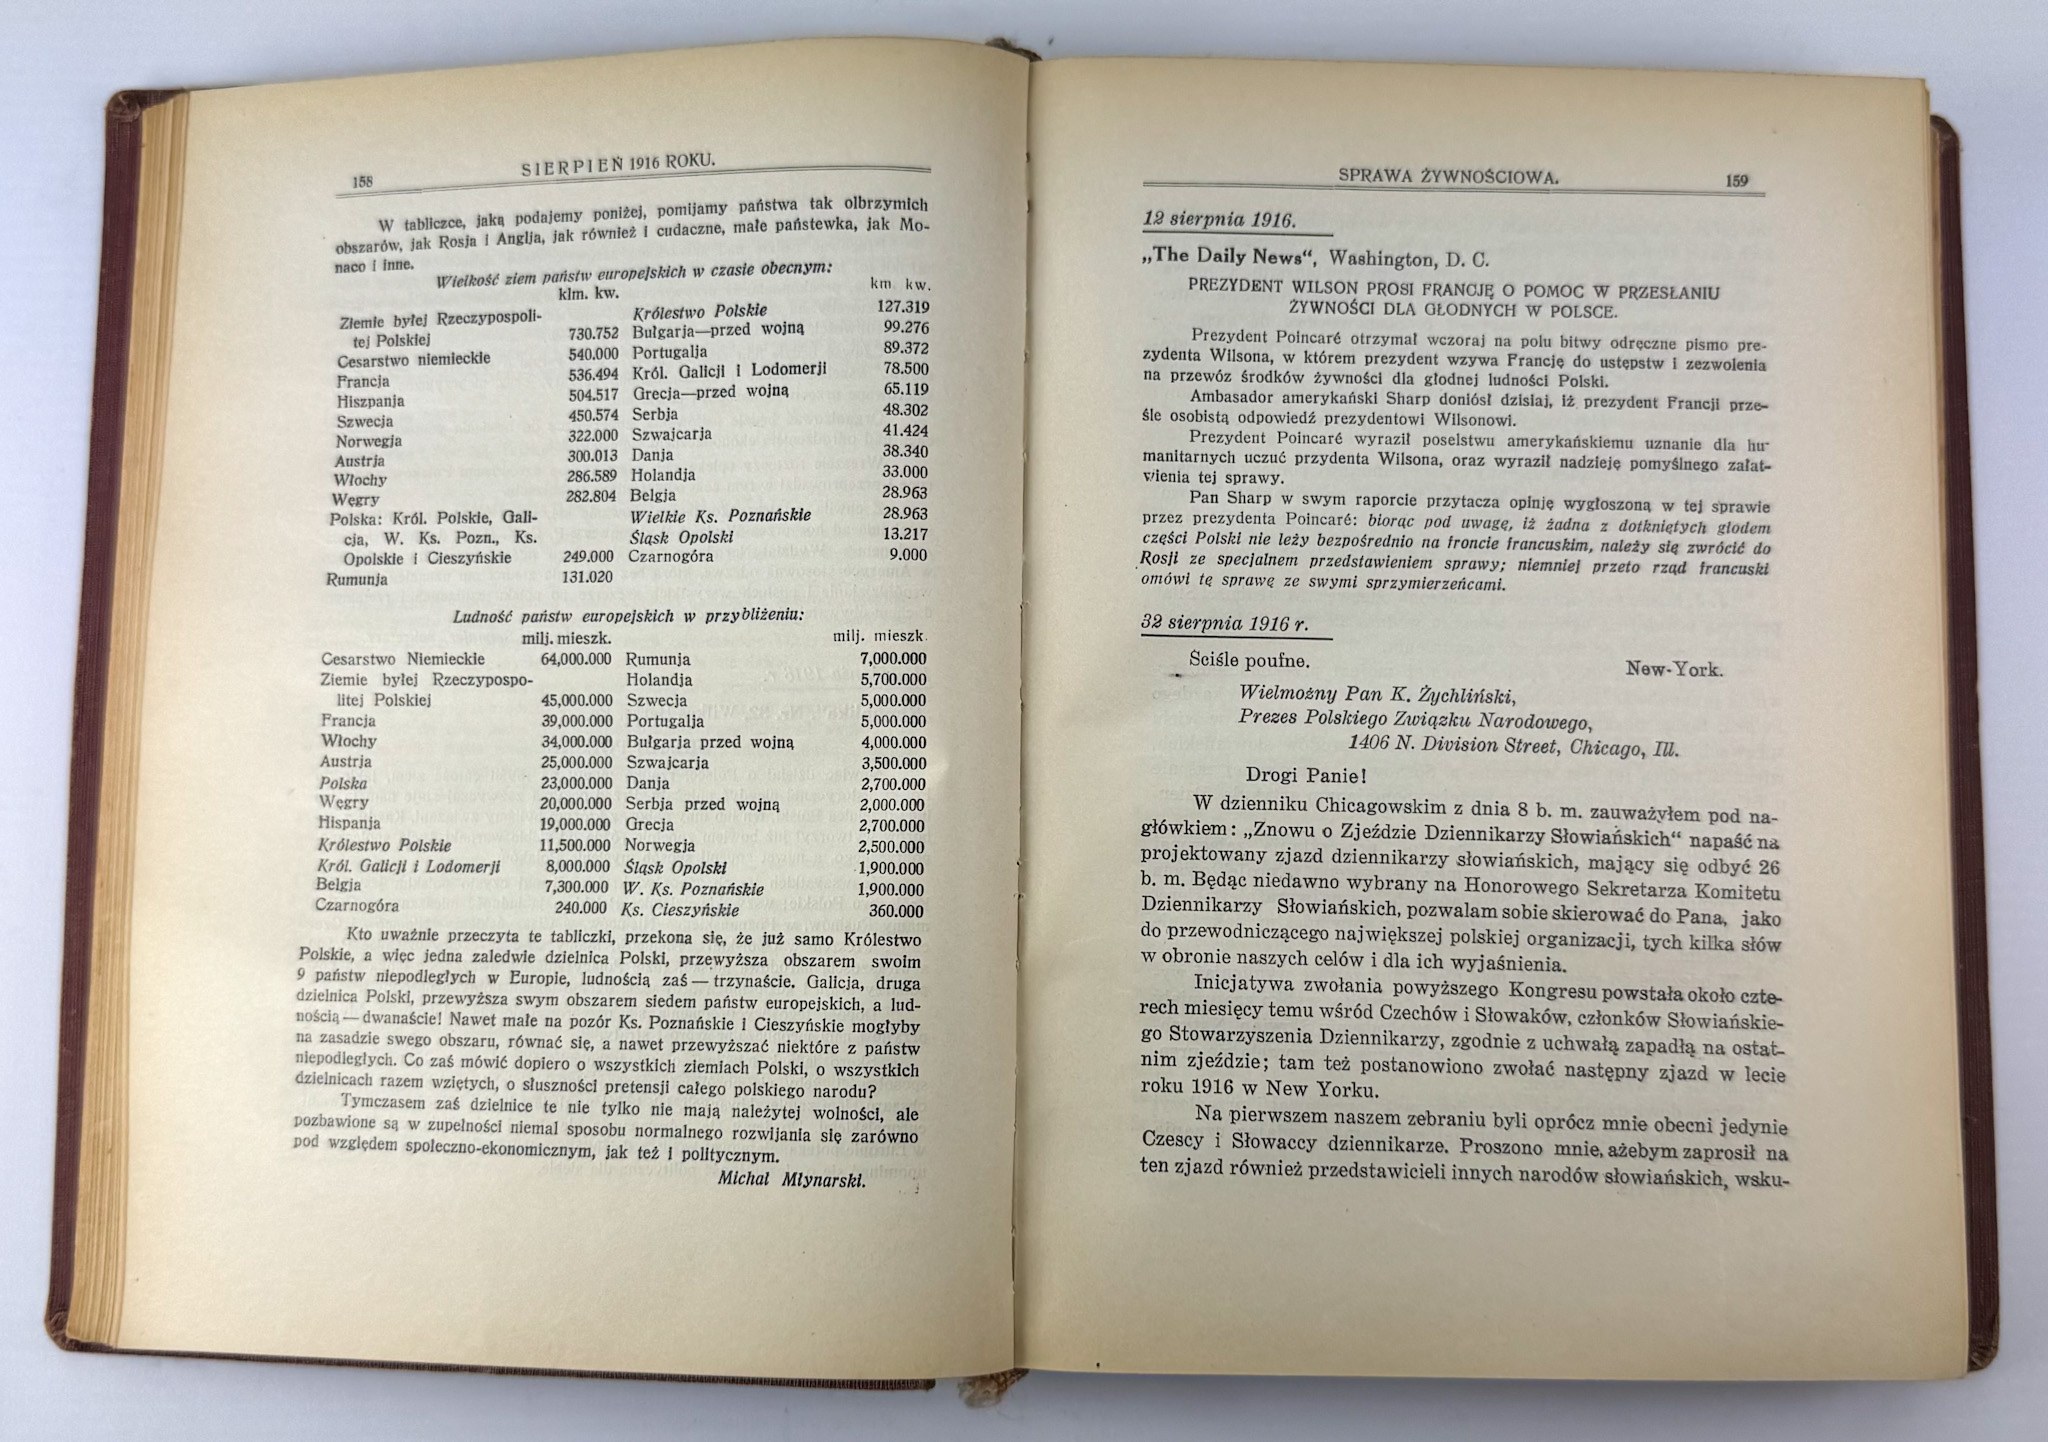 158
SIERPIEŃ 1916 ROKU.
W tabliczce, jaką podajemy poniżej, pomijamy państwa tak olbrzymich
obszarów, jak Rosja i Anglja, jak również i cudaczne, małe państewka, jak Mo-
naco i inne.
Wielkość ziem państw europejskich w czasie obecnym:
klm. kw.
Ziemie byłej Rzeczypospoli-
tej Polskiej 730.752
Cesarstwo niemieckie 540.000
Francja 536.494
Hiszpanja 504.517
Szwecja 450.574
Norwegja 322.000
Austrja 300.013
Włochy 286.589
Węgry 282.804
Polska: Król. Polskie, Gali-
cja, W. Ks. Pozn., Ks.
Opolskie i Cieszyńskie 249.000
Rumunja 131.020
km kw.
Królestwo Polskie 127.319
Bułgarja—przed wojną 99.276
Portugalja 89.372
Król. Galicji i Lodomerji 78.500
Grecja—przed wojną 65.119
Serbja 48.302
Szwajcarja 41.424
Danja 38.340
Holandja 33.000
Belgja 28.963
Wielkie Ks. Poznańskie 28.963
Śląsk Opolski 13.217
Czarnogóra 9.000
Ludność państw europejskich w przybliżeniu:
milj. mieszk.
Cesarstwo Niemieckie 64,000.000
Ziemie byłej Rzeczypospo-
litej Polskiej 45,000.000
Francja 39,000.000
Włochy 34,000.000
Austrja 25,000.000
Polska 23,000.000
Węgry 20,000.000
Hispanja 19,000.000
Królestwo Polskie 11,500.000
Król. Galicji i Lodomerji 8,000.000
Belgja 7,300.000
Czarnogóra 240.000
milj. mieszk.
Rumunja 7,000.000
Holandja 5,700.000
Szwecja 5,000.000
Portugalja 5,000.000
Bułgarja przed wojną 4,000.000
Szwajcarja 3,500.000
Danja 2,700.000
Serbja przed wojną 2,000.000
Grecja 2,700.000
Norwegja 2,500.000
Śląsk Opolski 1,900.000
W. Ks. Poznańskie 1,900.000
Ks. Cieszyńskie 360.000
Kto uważnie przeczyta te tabliczki, przekona się, że już samo Królestwo
Polskie, a więc jedna zaledwie dzielnica Polski, przewyższa obszarem swoim
9 państw niepodległych w Europie, ludnością zaś — trzynaście. Galicja, druga
dzielnica Polski, przewyższa swym obszarem siedem państw europejskich, a lud-
nością — dwanaście! Nawet małe na pozór Ks. Poznańskie i Cieszyńskie mogłyby
na zasadzie swego obszaru, równać się, a nawet przewyższać niektóre z państw
niepodległych. Co zaś mówić dopiero o wszystkich ziemiach Polski, o wszystkich
dzielnicach razem wziętych, o słuszności pretensji całego polskiego narodu?
Tymczasem zaś dzielnice te nie tylko nie mają należytej wolności, ale
pozbawione są w zupełności niemal sposobu normalnego rozwijania się zarówno
pod względem społeczno-ekonomicznym, jak też i politycznym.
Michał Młynarski.
SPRAWA ŻYWNOŚCIOWA.
159
12 sierpnia 1916.
„The Daily News“, Washington, D. C.
PREZYDENT WILSON PROSI FRANCJĘ O POMOC W PRZESŁANIU
ŻYWNOŚCI DLA GŁODNYCH W POLSCE.
Prezydent Poincaré otrzymał wczoraj na polu bitwy odręczne pismo pre-
zydenta Wilsona, w którem prezydent wzywa Francję do ustępstw i zezwolenia
na przewóz środków żywności dla głodnej ludności Polski.
Ambasador amerykański Sharp doniósł dzisiaj, iż prezydent Francji prze-
śle osobistą odpowiedź prezydentowi Wilsonowi.
Prezydent Poincaré wyraził poselstwu amerykańskiemu uznanie dla hu-
manitarnych uczuć przydenta Wilsona, oraz wyraził nadzieję pomyślnego załat-
wienia tej sprawy.
Pan Sharp w swym raporcie przytacza opinję wygłoszoną w tej sprawie
przez prezydenta Poincaré: biorąc pod uwagę, iż żadna z dotkniętych głodem
części Polski nie leży bezpośrednio na froncie francuskim, należy się zwrócić do
Rosji ze specjalnem przedstawieniem sprawy; niemniej przeto rząd francuski
omówi tę sprawę ze swymi sprzymierzeńcami.
32 sierpnia 1916 r.
Ściśle poufne.
New-York.
Wielmożny Pan K. Żychliński,
Prezes Polskiego Związku Narodowego,
1406 N. Division Street, Chicago, Ill.
Drogi Panie!
W dzienniku Chicagowskim z dnia 8 b. m. zauważyłem pod na-
główkiem: „Znowu o Zjeździe Dziennikarzy Słowiańskich“ napaść na
projektowany zjazd dziennikarzy słowiańskich, mający się odbyć 26
b. m. Będąc niedawno wybrany na Honorowego Sekretarza Komitetu
Dziennikarzy Słowiańskich, pozwalam sobie skierować do Pana, jako
do przewodniczącego największej polskiej organizacji, tych kilka słów
w obronie naszych celów i dla ich wyjaśnienia.
Inicjatywa zwołania powyższego Kongresu powstała około czte-
rech miesięcy temu wśród Czechów i Słowaków, członków Słowiańskie-
go Stowarzyszenia Dziennikarzy, zgodnie z uchwałą zapadłą na ostat-
nim zjeździe; tam też postanowiono zwołać następny zjazd w lecie
roku 1916 w New Yorku.
Na pierwszem naszem zebraniu byli oprócz mnie obecni jedynie
Czescy i Słowaccy dziennikarze. Proszono mnie, ażebym zaprosił na
ten zjazd również przedstawicieli innych narodów słowiańskich, wsku-